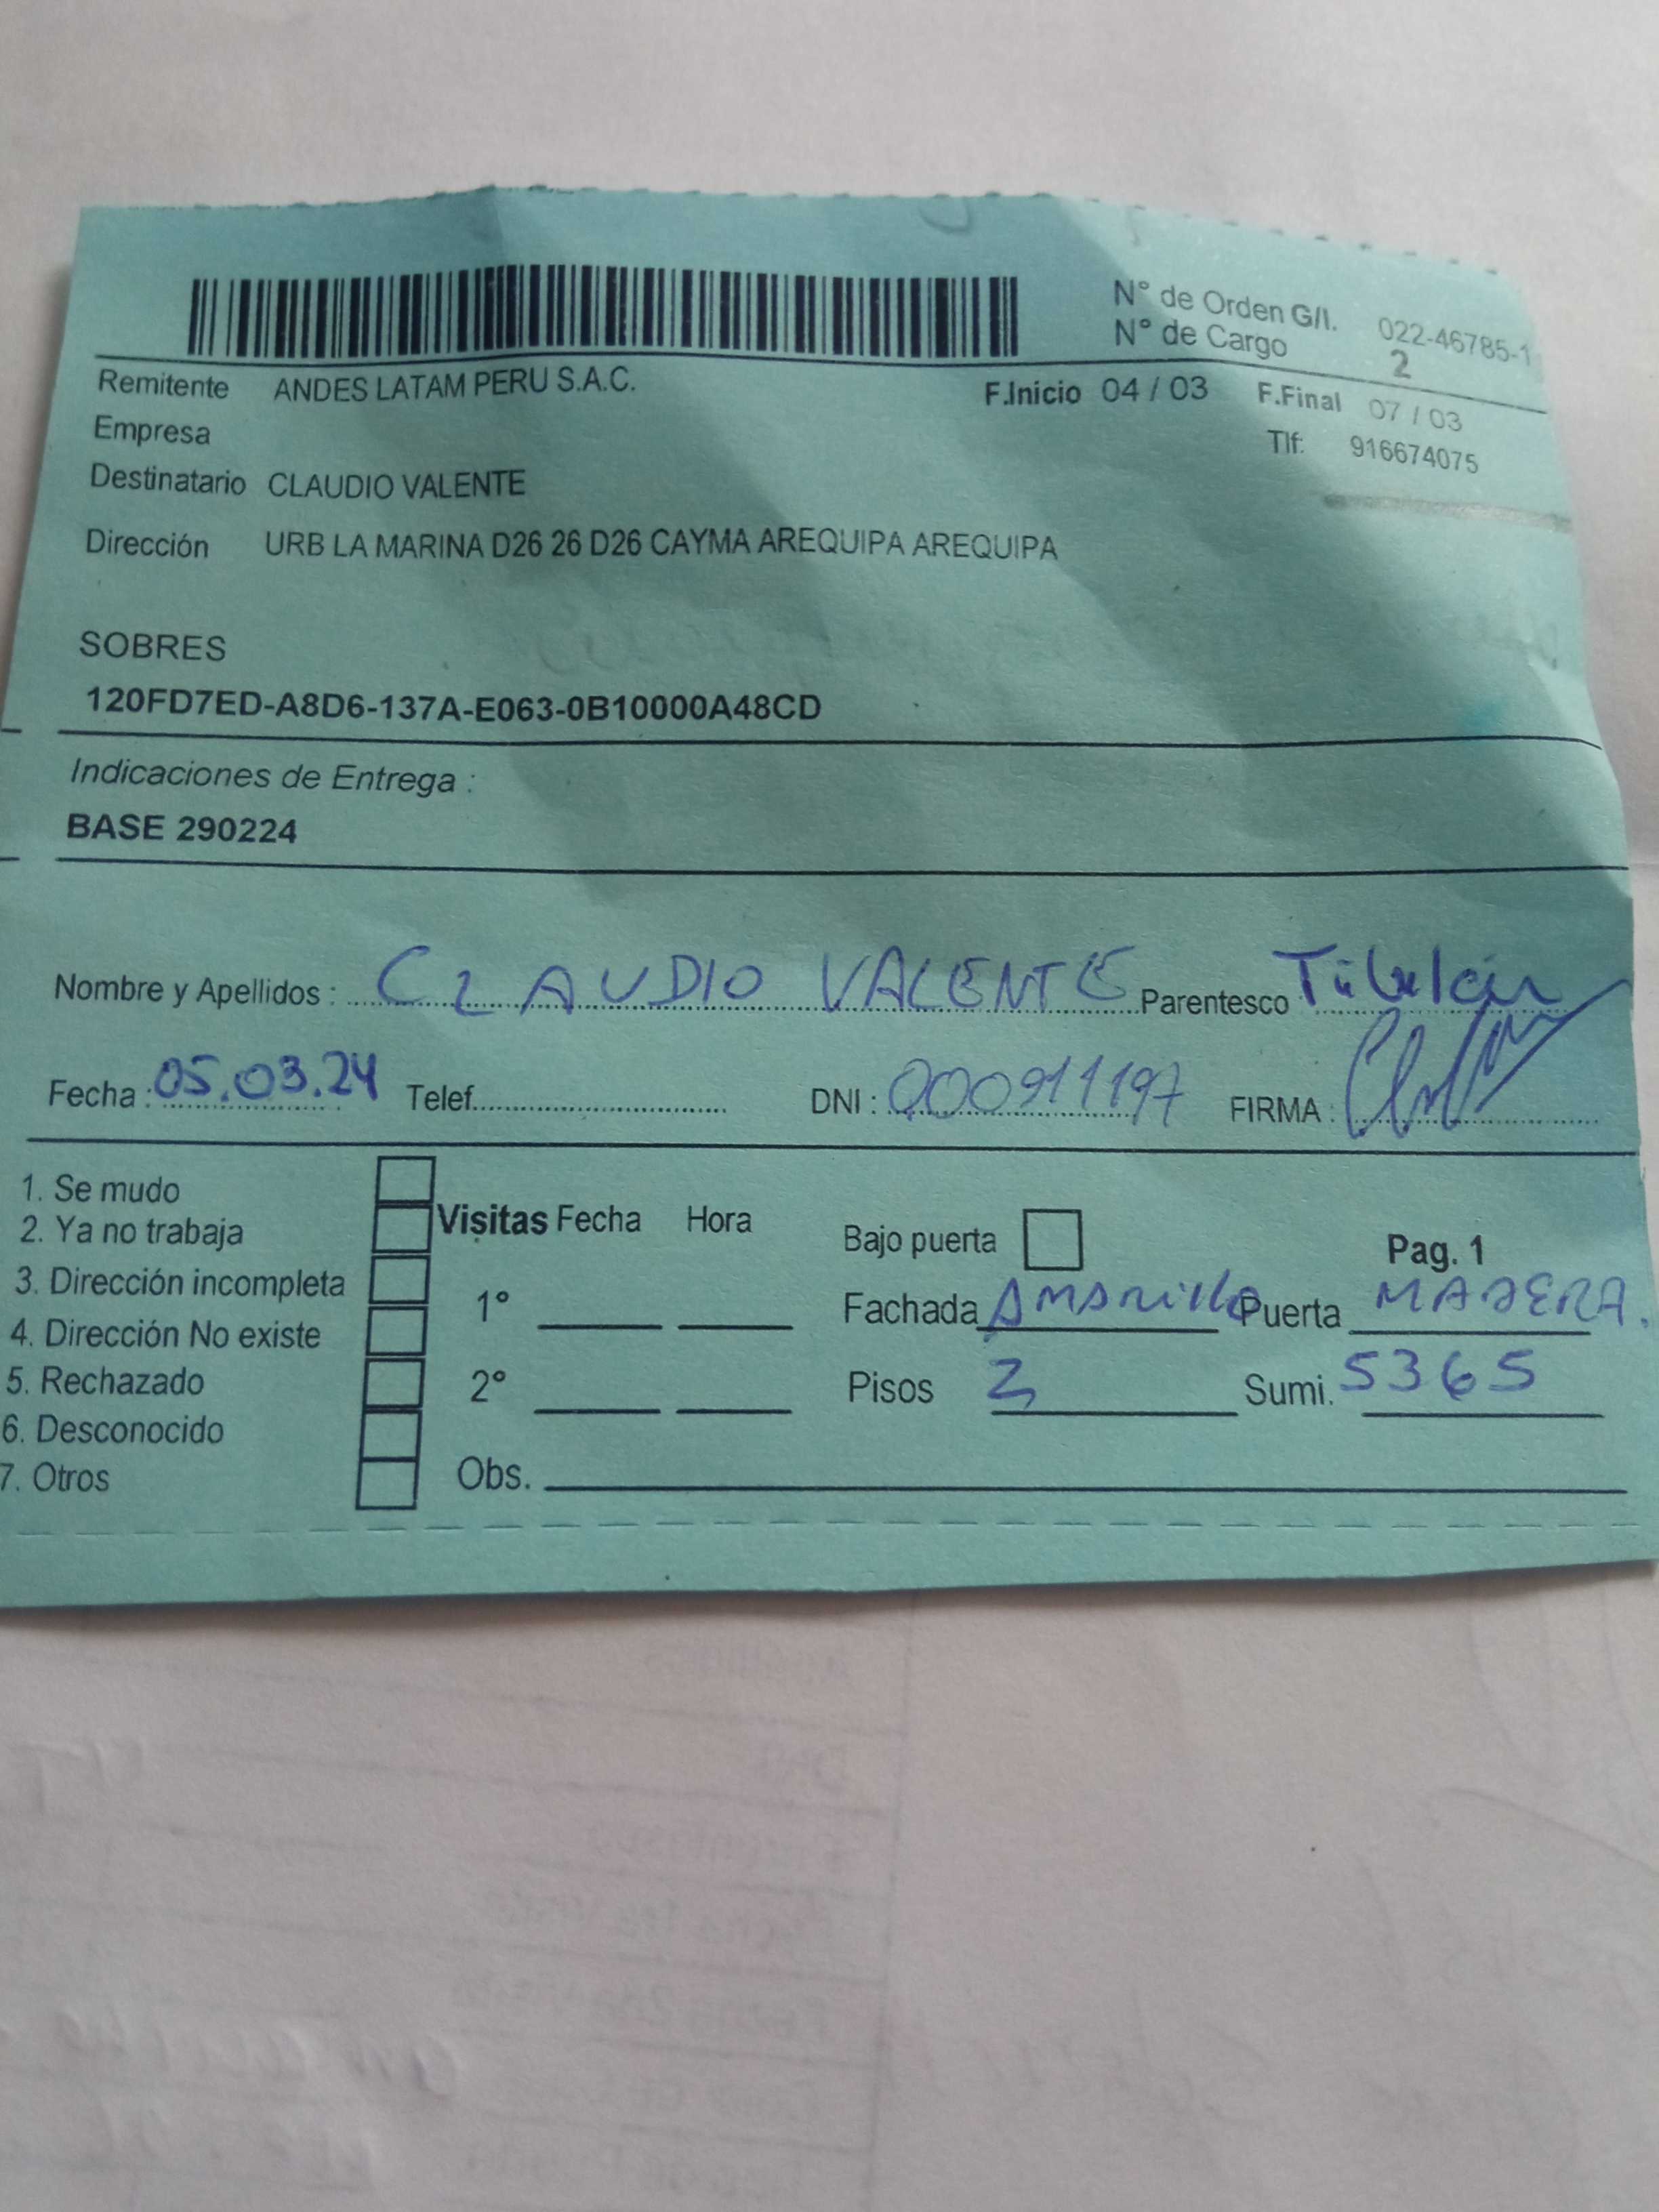 N° de Orden G/I. 022-46785-1
N° de Cargo 2
Remitente ANDES LATAM PERU S.A.C. F.Inicio 04 / 03 F.Final 07 / 03
Empresa Tlf: 916674075
Destinatario CLAUDIO VALENTE
Dirección URB LA MARINA D26 26 D26 CAYMA AREQUIPA AREQUIPA
SOBRES
120FD7ED-A8D6-137A-E063-0B10000A48CD
Indicaciones de Entrega :
BASE 290224
Nombre y Apellidos : CLAUDIO VALENTE Parentesco Titular
Fecha : 05.03.24 Telef. DNI : 000911197 FIRMA :
1. Se mudo
2. Ya no trabaja
3. Dirección incompleta
4. Dirección No existe
5. Rechazado
6. Desconocido
7. Otros
Visitas Fecha Hora
1°
2°
Obs.
Bajo puerta Pag. 1
Fachada Amarillo Puerta MADERA.
Pisos 2 Sumi. 5365